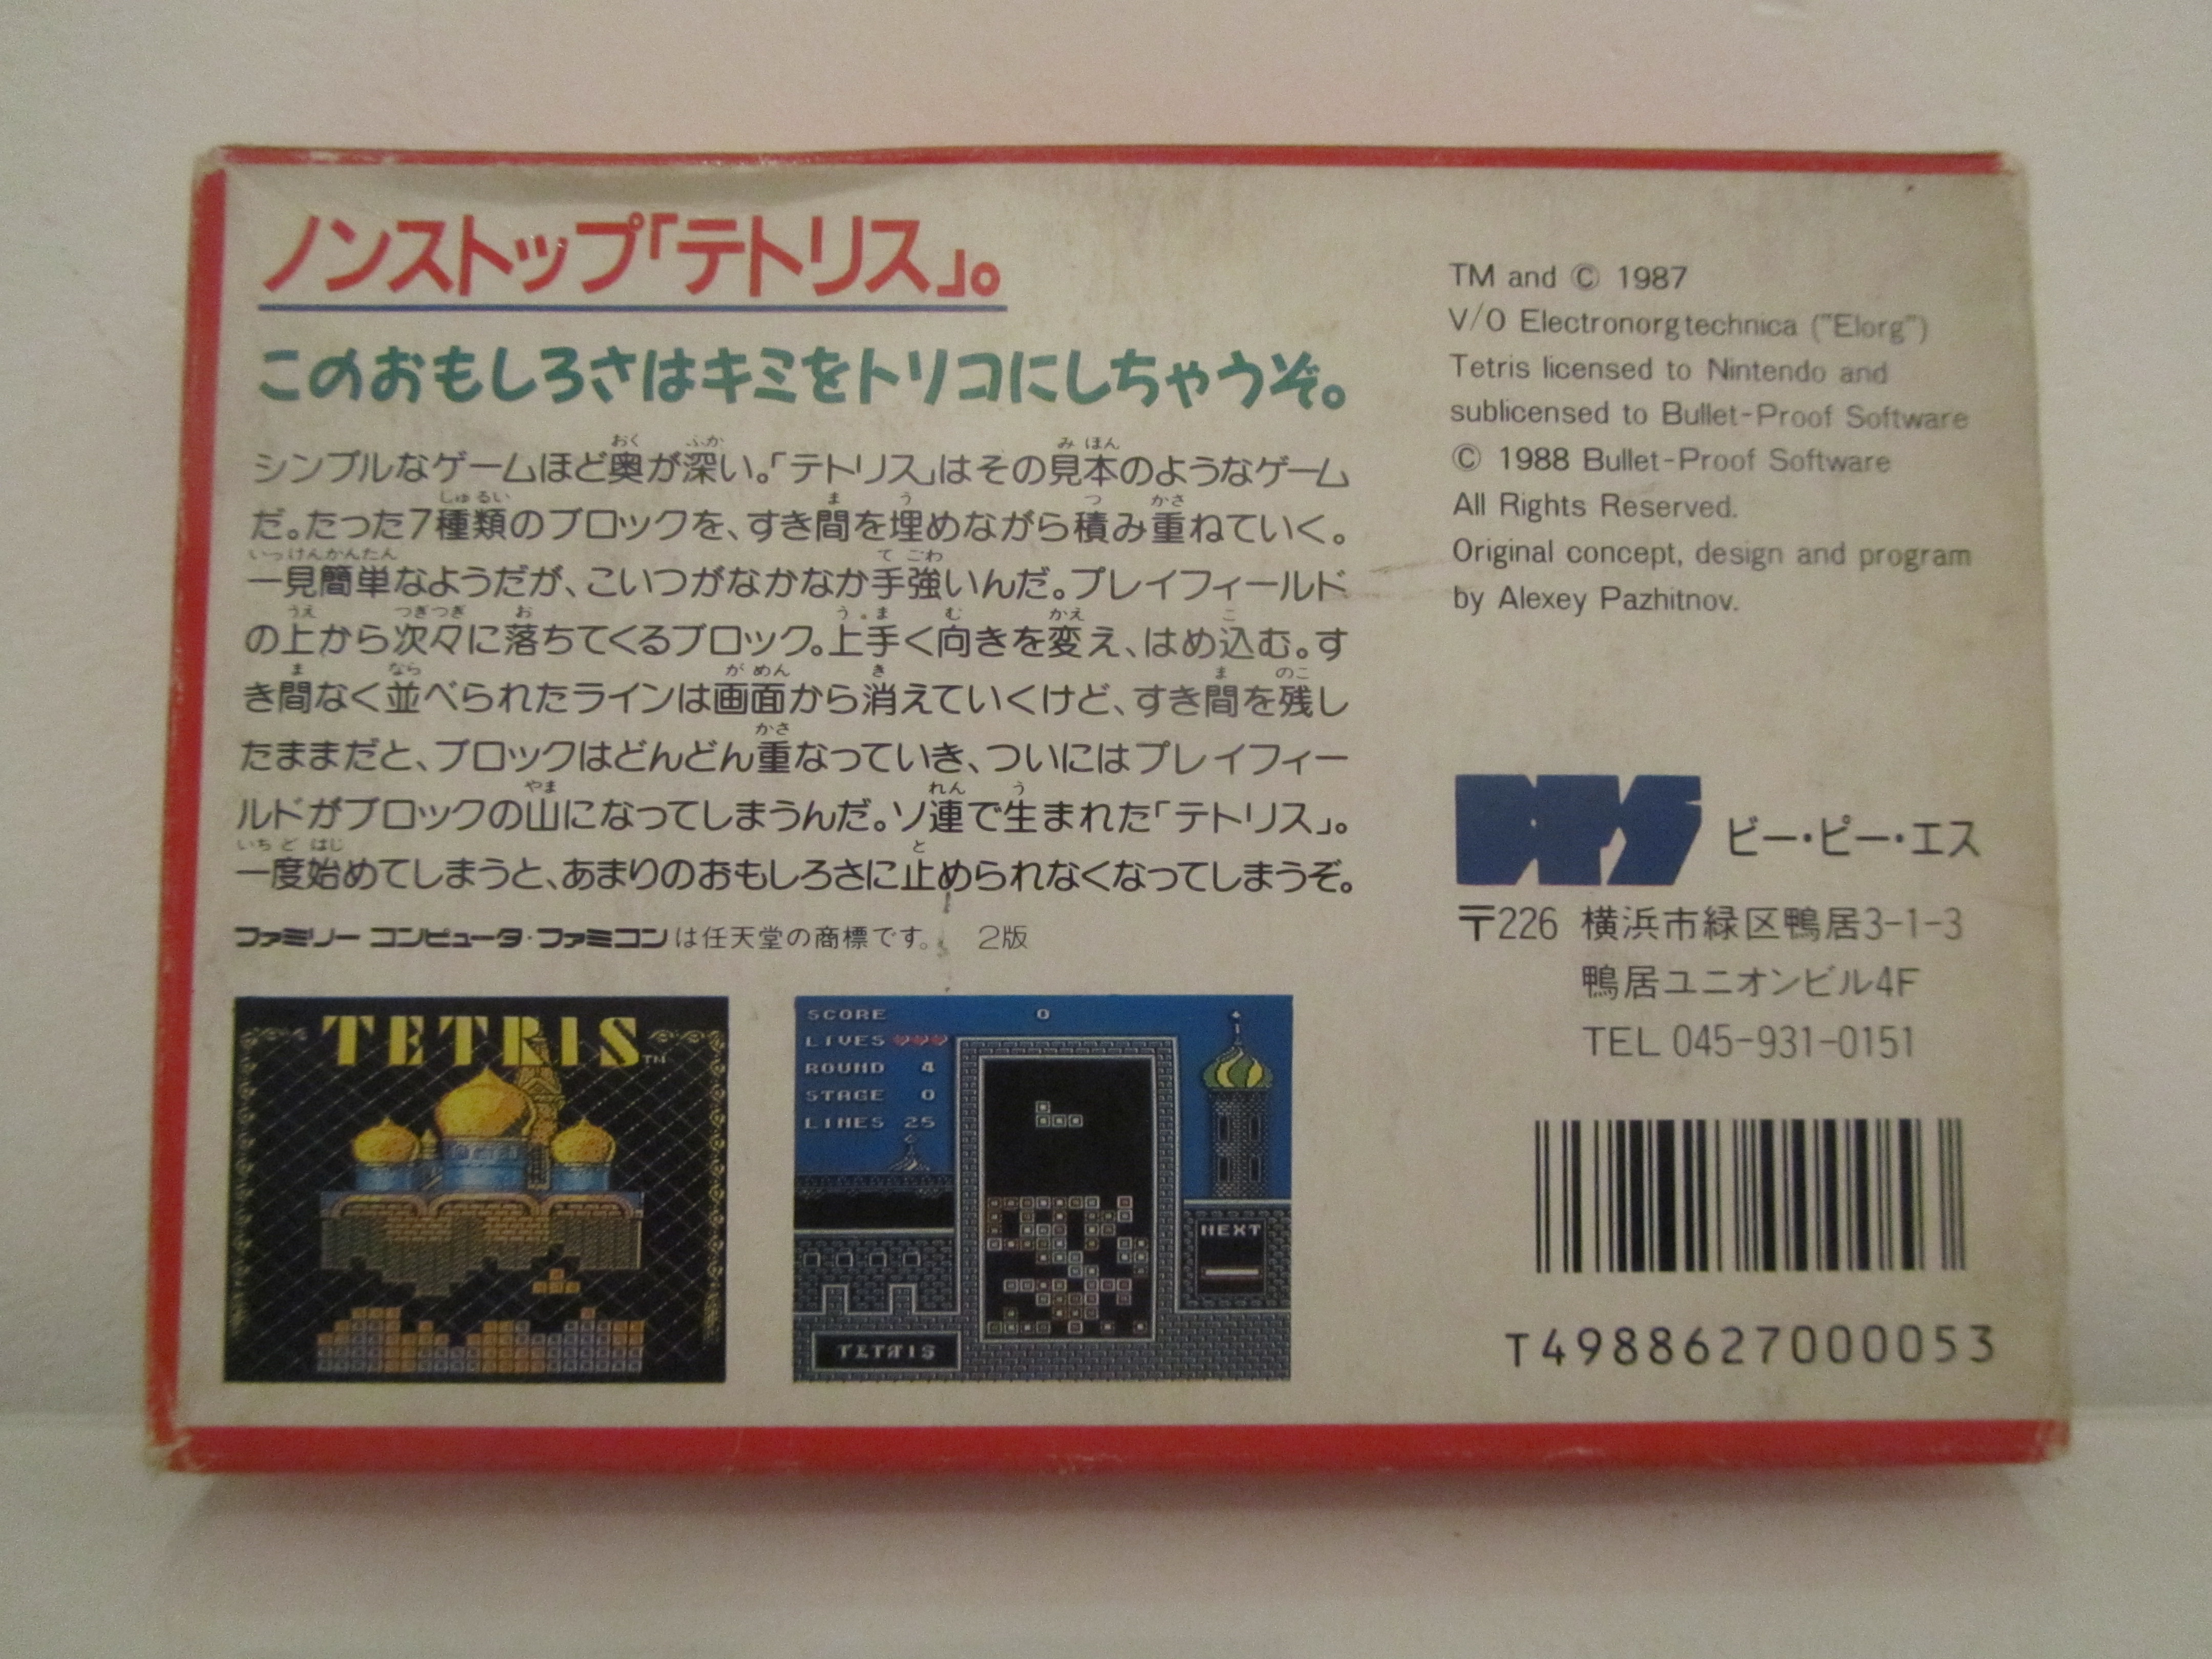 ノンストップ「テトリス」。
このおもしろさはキミをトリコにしちゃうぞ。
シンプルなゲームほど奥が深い。「テトリス」はその見本のようなゲーム
だ。たった7種類のブロックを、すき間を埋めながら積み重ねていく。
一見簡単なようだが、こいつがなかなか手強いんだ。プレイフィールド
の上から次々に落ちてくるブロック。上手く向きを変え、はめ込む。す
き間なく並べられたラインは画面から消えていくけど、すき間を残し
たままだと、ブロックはどんどん重なっていき、ついにはプレイフィー
ルドがブロックの山になってしまうんだ。ソ連で生まれた「テトリス」。
一度始めてしまうと、あまりのおもしろさに止められなくなってしまうぞ。
ファミリー コンピュータ・ファミコンは任天堂の商標です。 2版
TETRIS™
SCORE 0
LIVES
ROUND 4
STAGE 0
LINES 25
NEXT
TETRIS
TM and © 1987
V/O Electronorgtechnica ("Elorg")
Tetris licensed to Nintendo and
sublicensed to Bullet-Proof Software
© 1988 Bullet-Proof Software
All Rights Reserved.
Original concept, design and program
by Alexey Pazhitnov.
BPS ビー・ピー・エス
〒226 横浜市緑区鴨居3-1-3
鴨居ユニオンビル4F
TEL 045-931-0151
T4988627000053